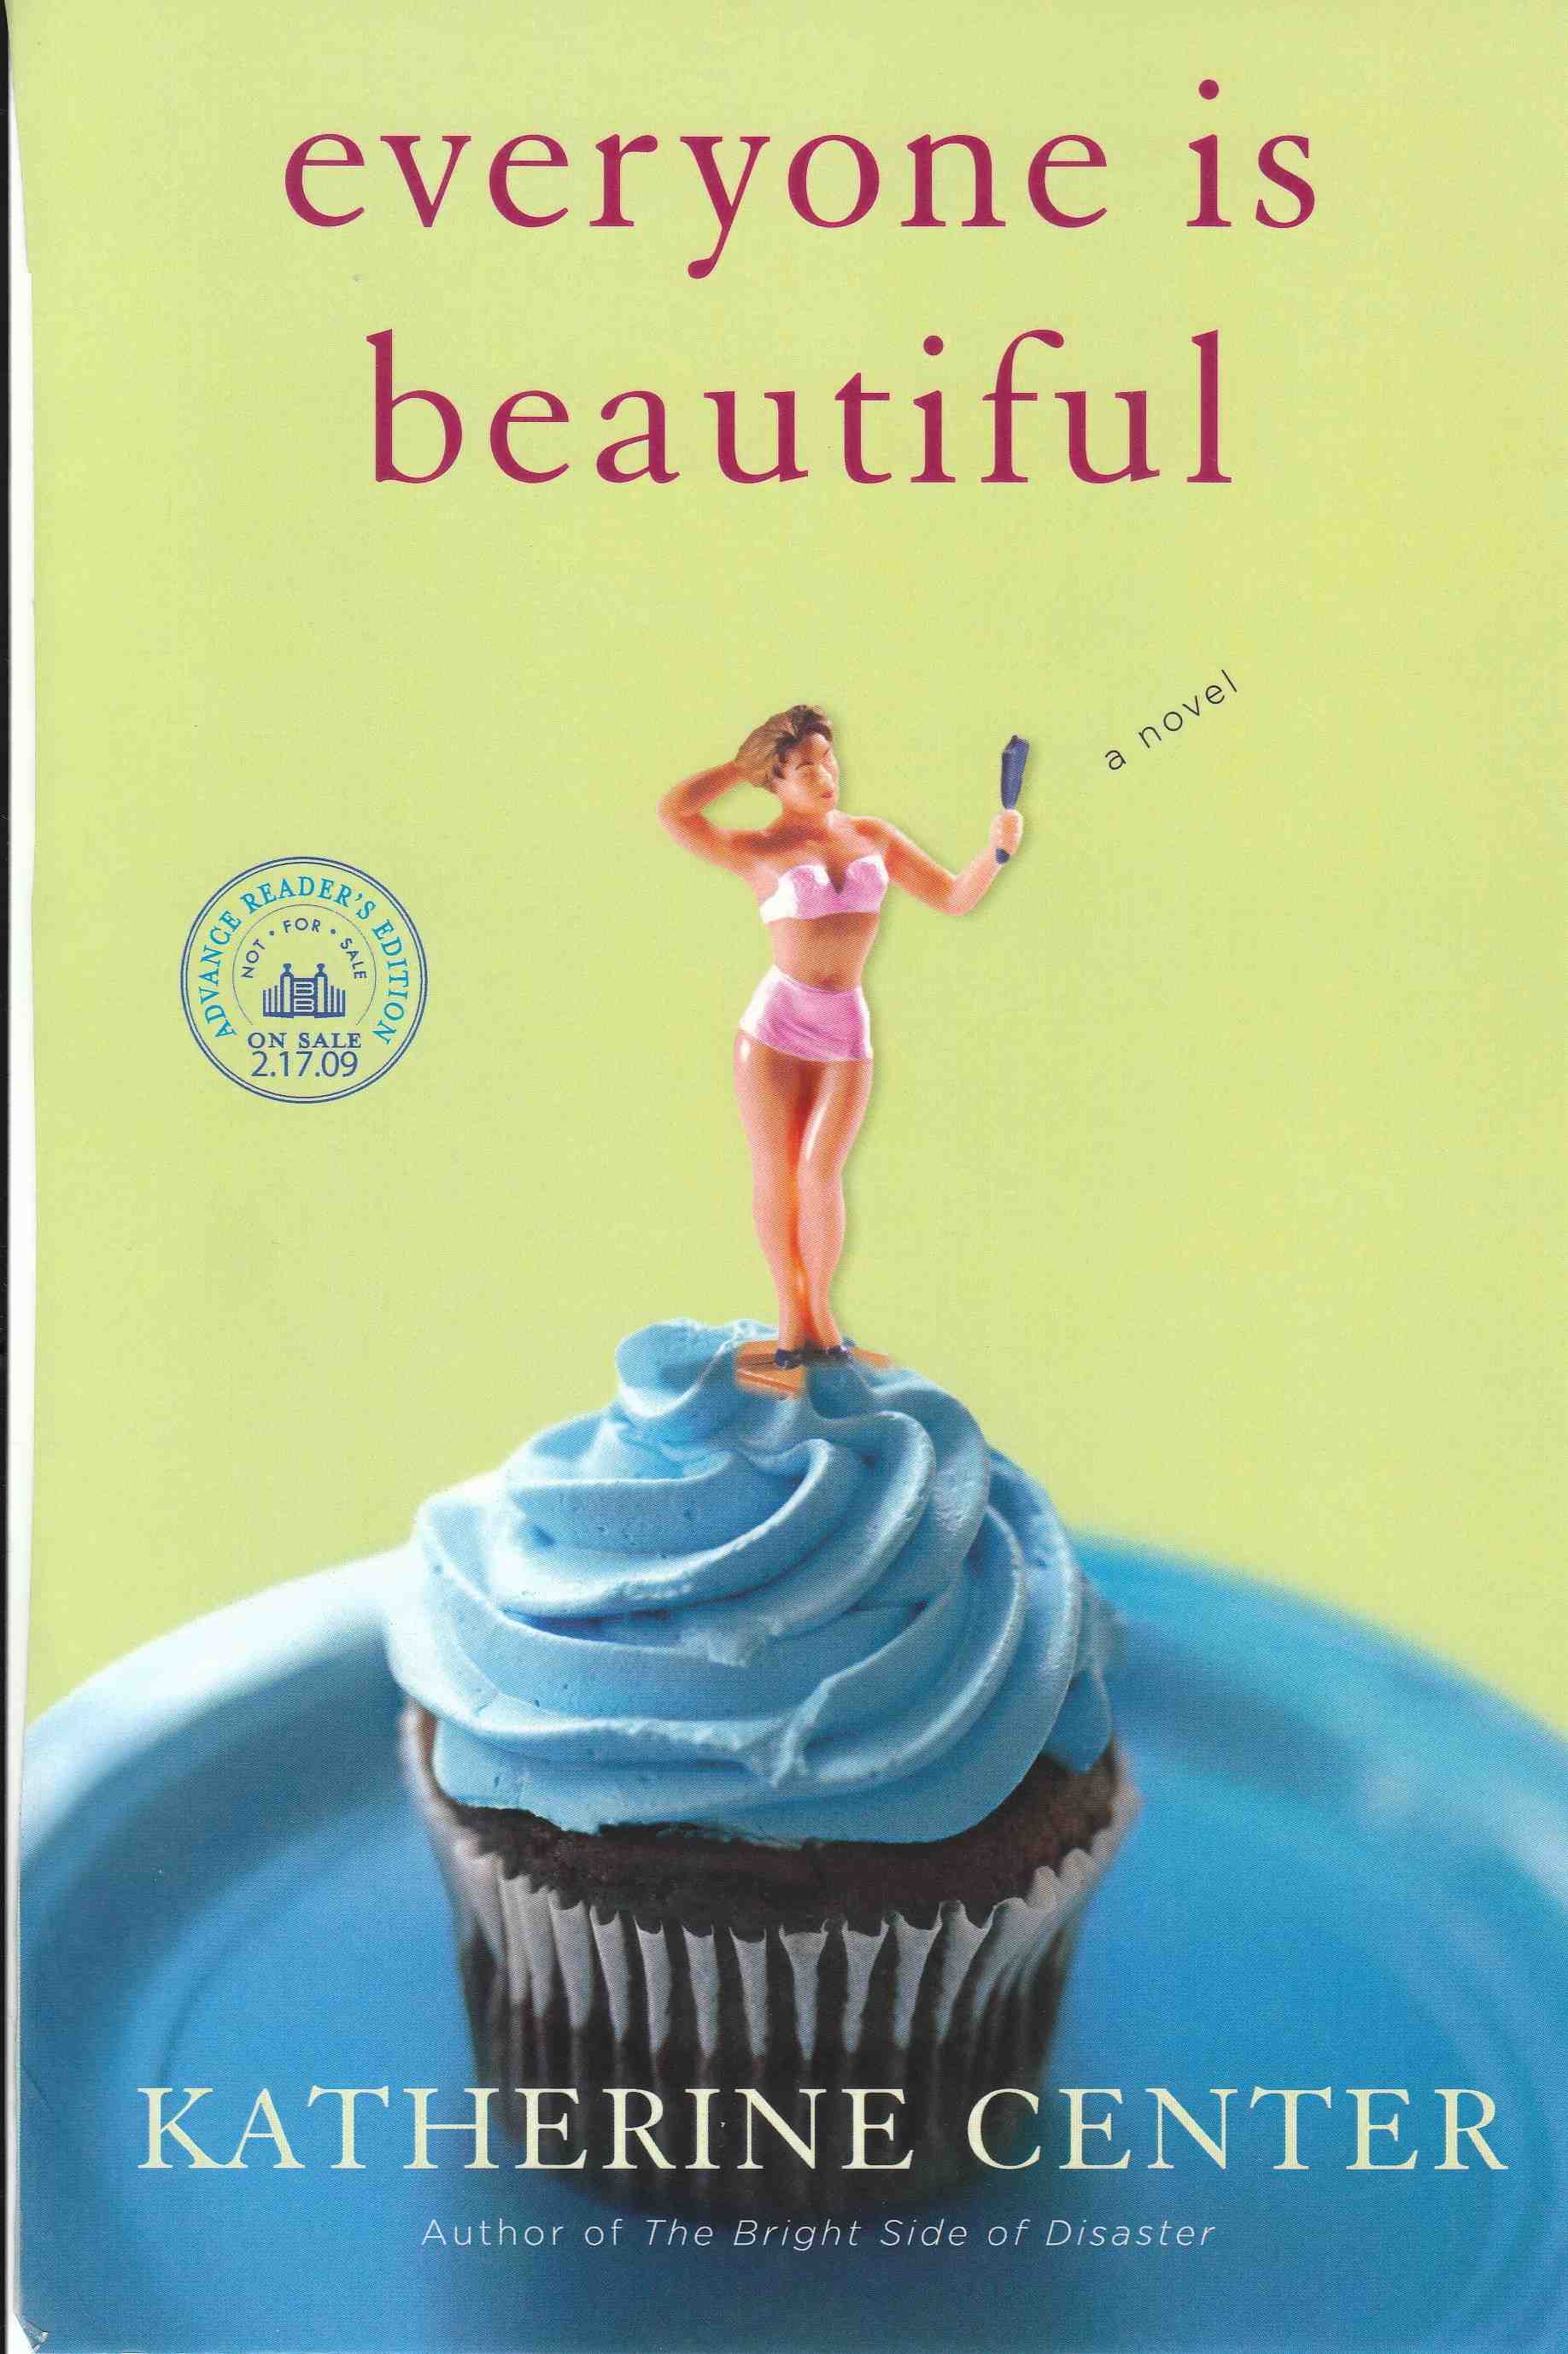 everyone is
beautiful
a novel
ADVANCE READER'S EDITION
NOT • FOR • SALE
ON SALE
2.17.09
KATHERINE CENTER
Author of The Bright Side of Disaster